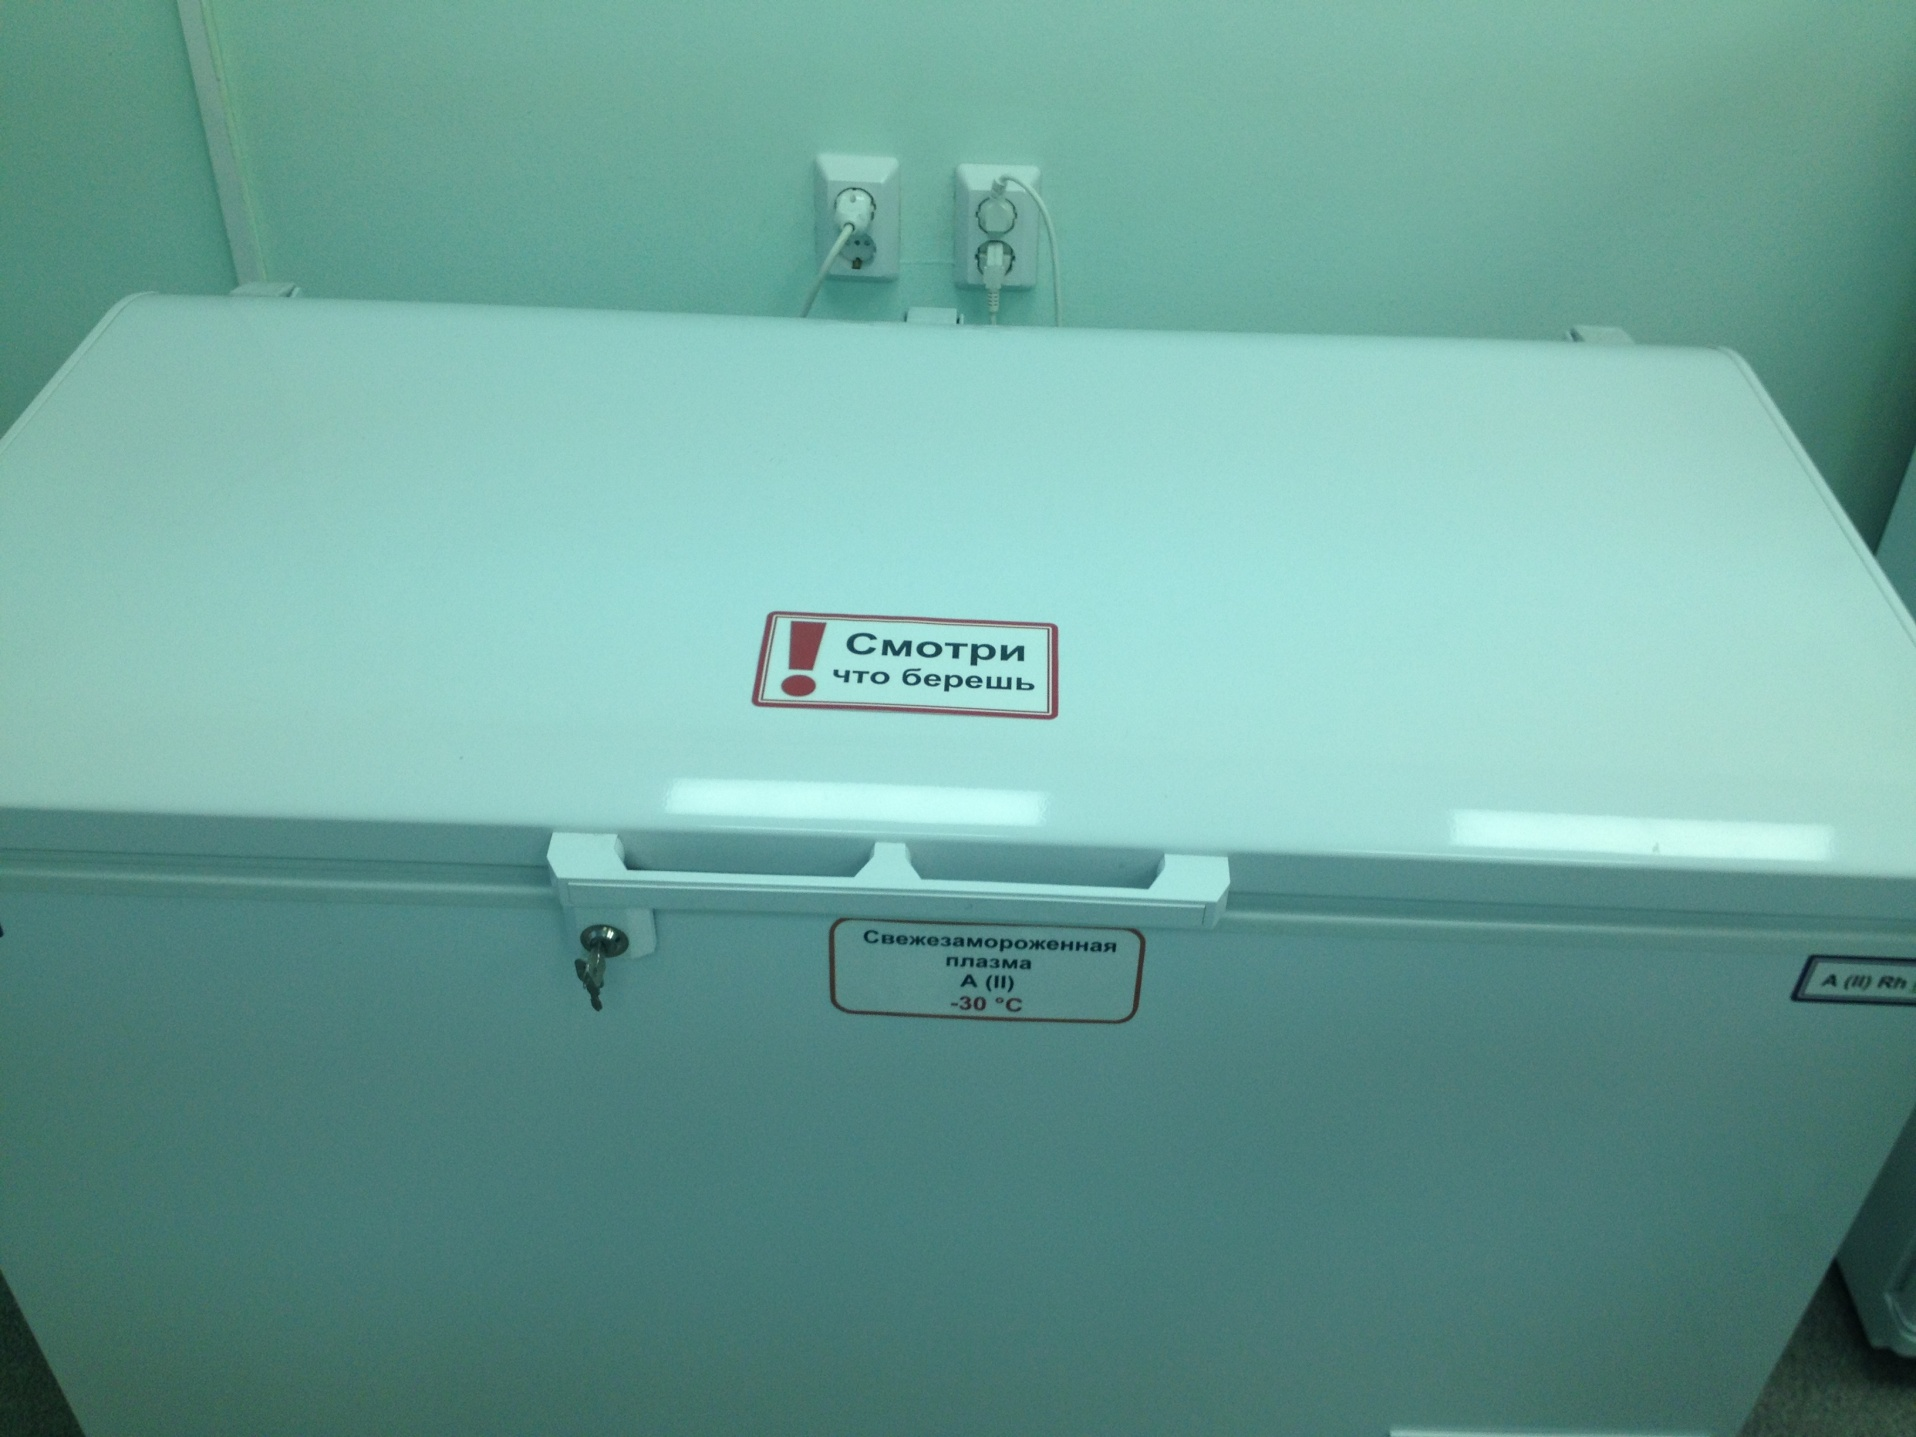 !
Смотри
что берешь
Свежезамороженная
плазма
А (II)
-30 °С
А (II) Rh